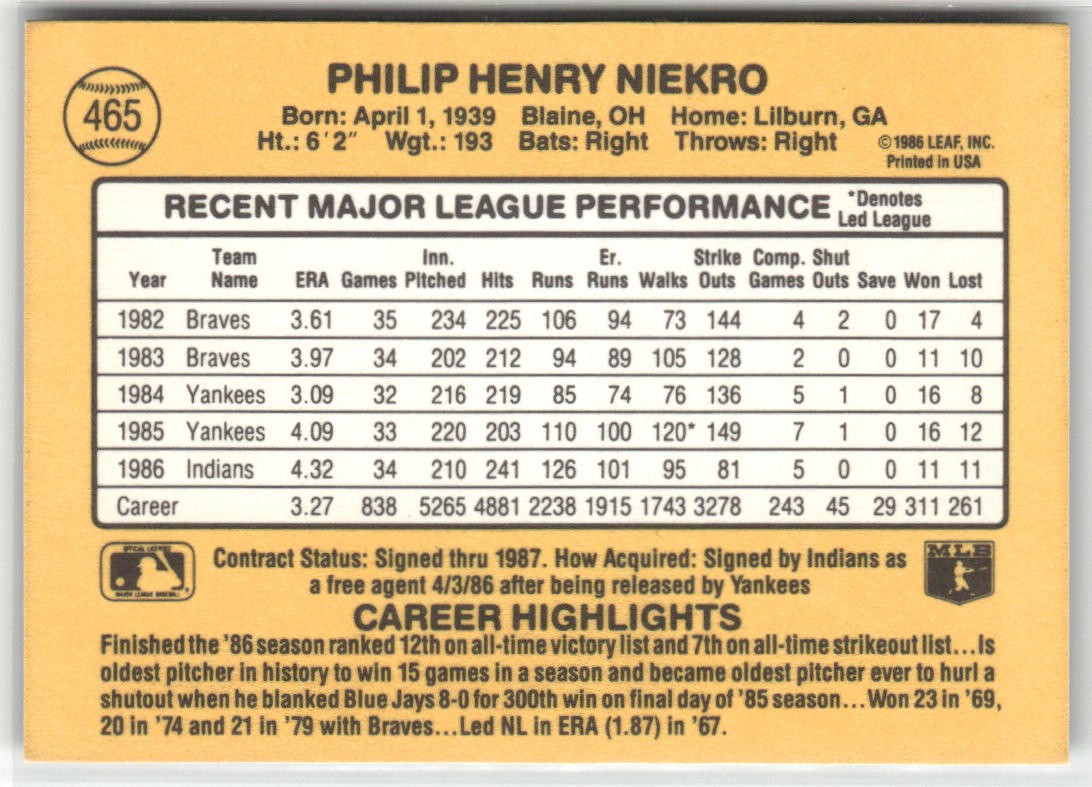 465
PHILIP HENRY NIEKRO
Born: April 1, 1939 Blaine, OH Home: Lilburn, GA
Ht.: 6'2" Wgt.: 193 Bats: Right Throws: Right
©1986 LEAF, INC.
Printed in USA
RECENT MAJOR LEAGUE PERFORMANCE *Denotes
Led League
Team Inn. Er. Strike Comp. Shut
Year Name ERA Games Pitched Hits Runs Runs Walks Outs Games Outs Save Won Lost
1982 Braves 3.61 35 234 225 106 94 73 144 4 2 0 17 4
1983 Braves 3.97 34 202 212 94 89 105 128 2 0 0 11 10
1984 Yankees 3.09 32 216 219 85 74 76 136 5 1 0 16 8
1985 Yankees 4.09 33 220 203 110 100 120* 149 7 1 0 16 12
1986 Indians 4.32 34 210 241 126 101 95 81 5 0 0 11 11
Career 3.27 838 5265 4881 2238 1915 1743 3278 243 45 29 311 261
OFFICIAL LICENSEE
MAJOR LEAGUE BASEBALL
Contract Status: Signed thru 1987. How Acquired: Signed by Indians as
a free agent 4/3/86 after being released by Yankees
MLB
CAREER HIGHLIGHTS
Finished the '86 season ranked 12th on all-time victory list and 7th on all-time strikeout list...Is
oldest pitcher in history to win 15 games in a season and became oldest pitcher ever to hurl a
shutout when he blanked Blue Jays 8-0 for 300th win on final day of '85 season...Won 23 in '69,
20 in '74 and 21 in '79 with Braves...Led NL in ERA (1.87) in '67.